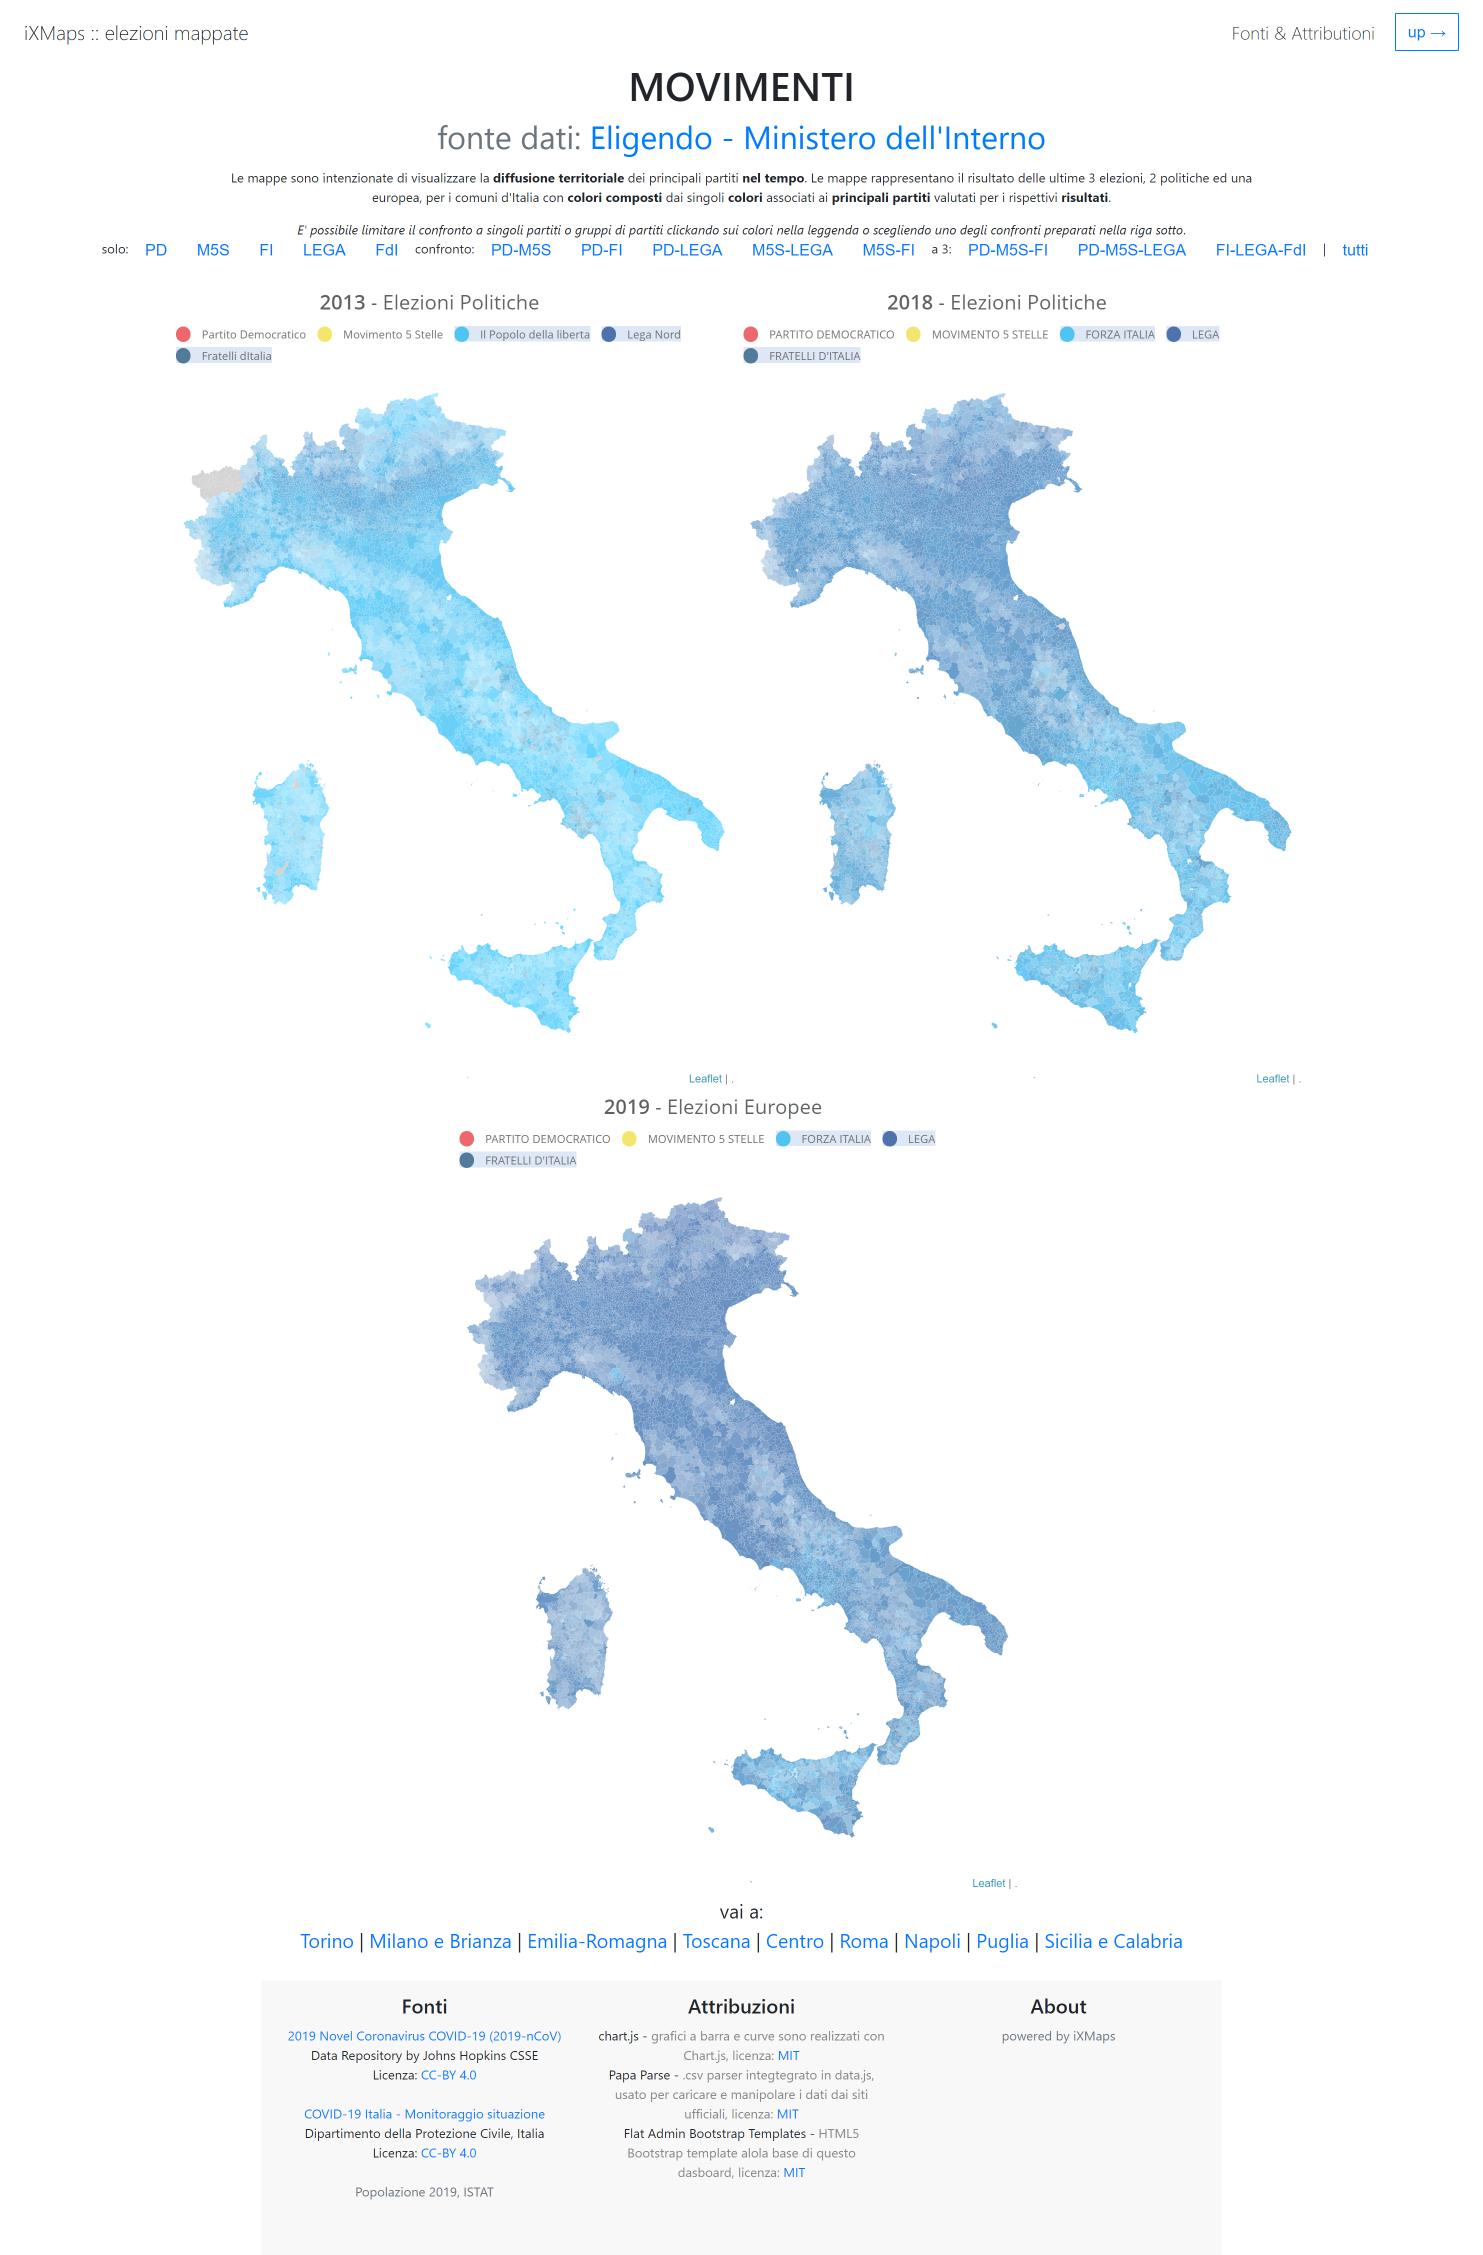 iXMaps :: elezioni mappate
Fonti & Attributioni
up →
MOVIMENTI
fonte dati: Eligendo - Ministero dell'Interno
Le mappe sono intenzionate di visualizzare la diffusione territoriale dei principali partiti nel tempo. Le mappe rappresentano il risultato delle ultime 3 elezioni, 2 politiche ed una
europea, per i comuni d'Italia con colori composti dai singoli colori associati ai principali partiti valutati per i rispettivi risultati.
E' possibile limitare il confronto a singoli partiti o gruppi di partiti clickando sui colori nella leggenda o scegliendo uno degli confronti preparati nella riga sotto.
solo: PD M5S FI LEGA FdI confronto: PD-M5S PD-FI PD-LEGA M5S-LEGA M5S-FI a 3: PD-M5S-FI PD-M5S-LEGA FI-LEGA-FdI | tutti
2013 - Elezioni Politiche
Partito Democratico Movimento 5 Stelle Il Popolo della liberta Lega Nord
Fratelli dItalia
Leaflet | .
2018 - Elezioni Politiche
PARTITO DEMOCRATICO MOVIMENTO 5 STELLE FORZA ITALIA LEGA
FRATELLI D'ITALIA
Leaflet | .
2019 - Elezioni Europee
PARTITO DEMOCRATICO MOVIMENTO 5 STELLE FORZA ITALIA LEGA
FRATELLI D'ITALIA
Leaflet | .
vai a:
Torino | Milano e Brianza | Emilia-Romagna | Toscana | Centro | Roma | Napoli | Puglia | Sicilia e Calabria
Fonti
2019 Novel Coronavirus COVID-19 (2019-nCoV)
Data Repository by Johns Hopkins CSSE
Licenza: CC-BY 4.0
COVID-19 Italia - Monitoraggio situazione
Dipartimento della Protezione Civile, Italia
Licenza: CC-BY 4.0
Popolazione 2019, ISTAT
Attribuzioni
chart.js - grafici a barra e curve sono realizzati con
Chart.js, licenza: MIT
Papa Parse - .csv parser integtegrato in data.js,
usato per caricare e manipolare i dati dai siti
ufficiali, licenza: MIT
Flat Admin Bootstrap Templates - HTML5
Bootstrap template alola base di questo
dasboard, licenza: MIT
About
powered by iXMaps